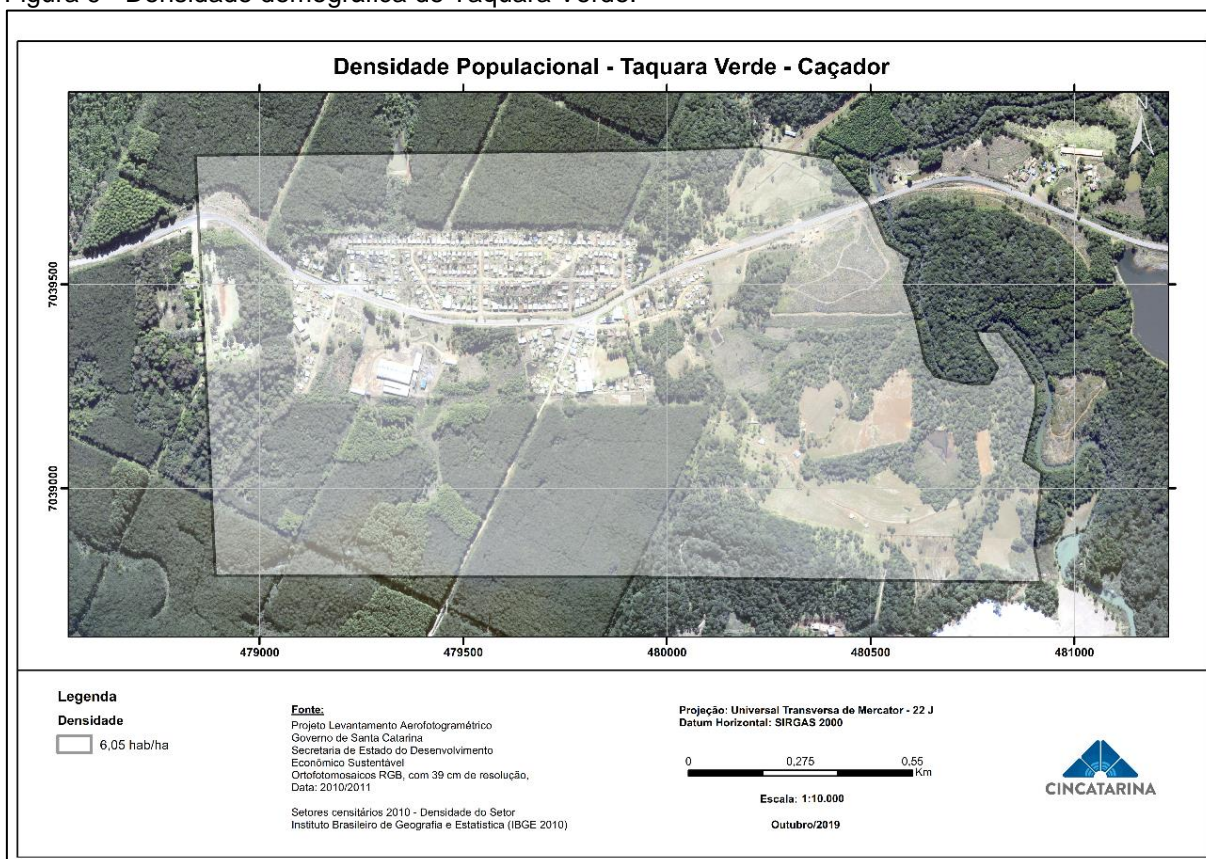 Figura 8 - Densidade demográfica de Taquara Verde.
Densidade Populacional - Taquara Verde - Caçador
N
7039500
7039000
479000
479500
480000
480500
481000
Legenda
Densidade
6,05 hab/ha
Fonte:
Projeto Levantamento Aerofotogramétrico
Governo de Santa Catarina
Secretaria de Estado do Desenvolvimento
Econômico Sustentável
Ortofotomosaicos RGB, com 39 cm de resolução,
Data: 2010/2011
Setores censitários 2010 - Densidade do Setor
Instituto Brasileiro de Geografia e Estatística (IBGE 2010)
Projeção: Universal Transversa de Mercator - 22 J
Datum Horizontal: SIRGAS 2000
0 0,275 0,55
Km
Escala: 1:10.000
Outubro/2019
CINCATARINA